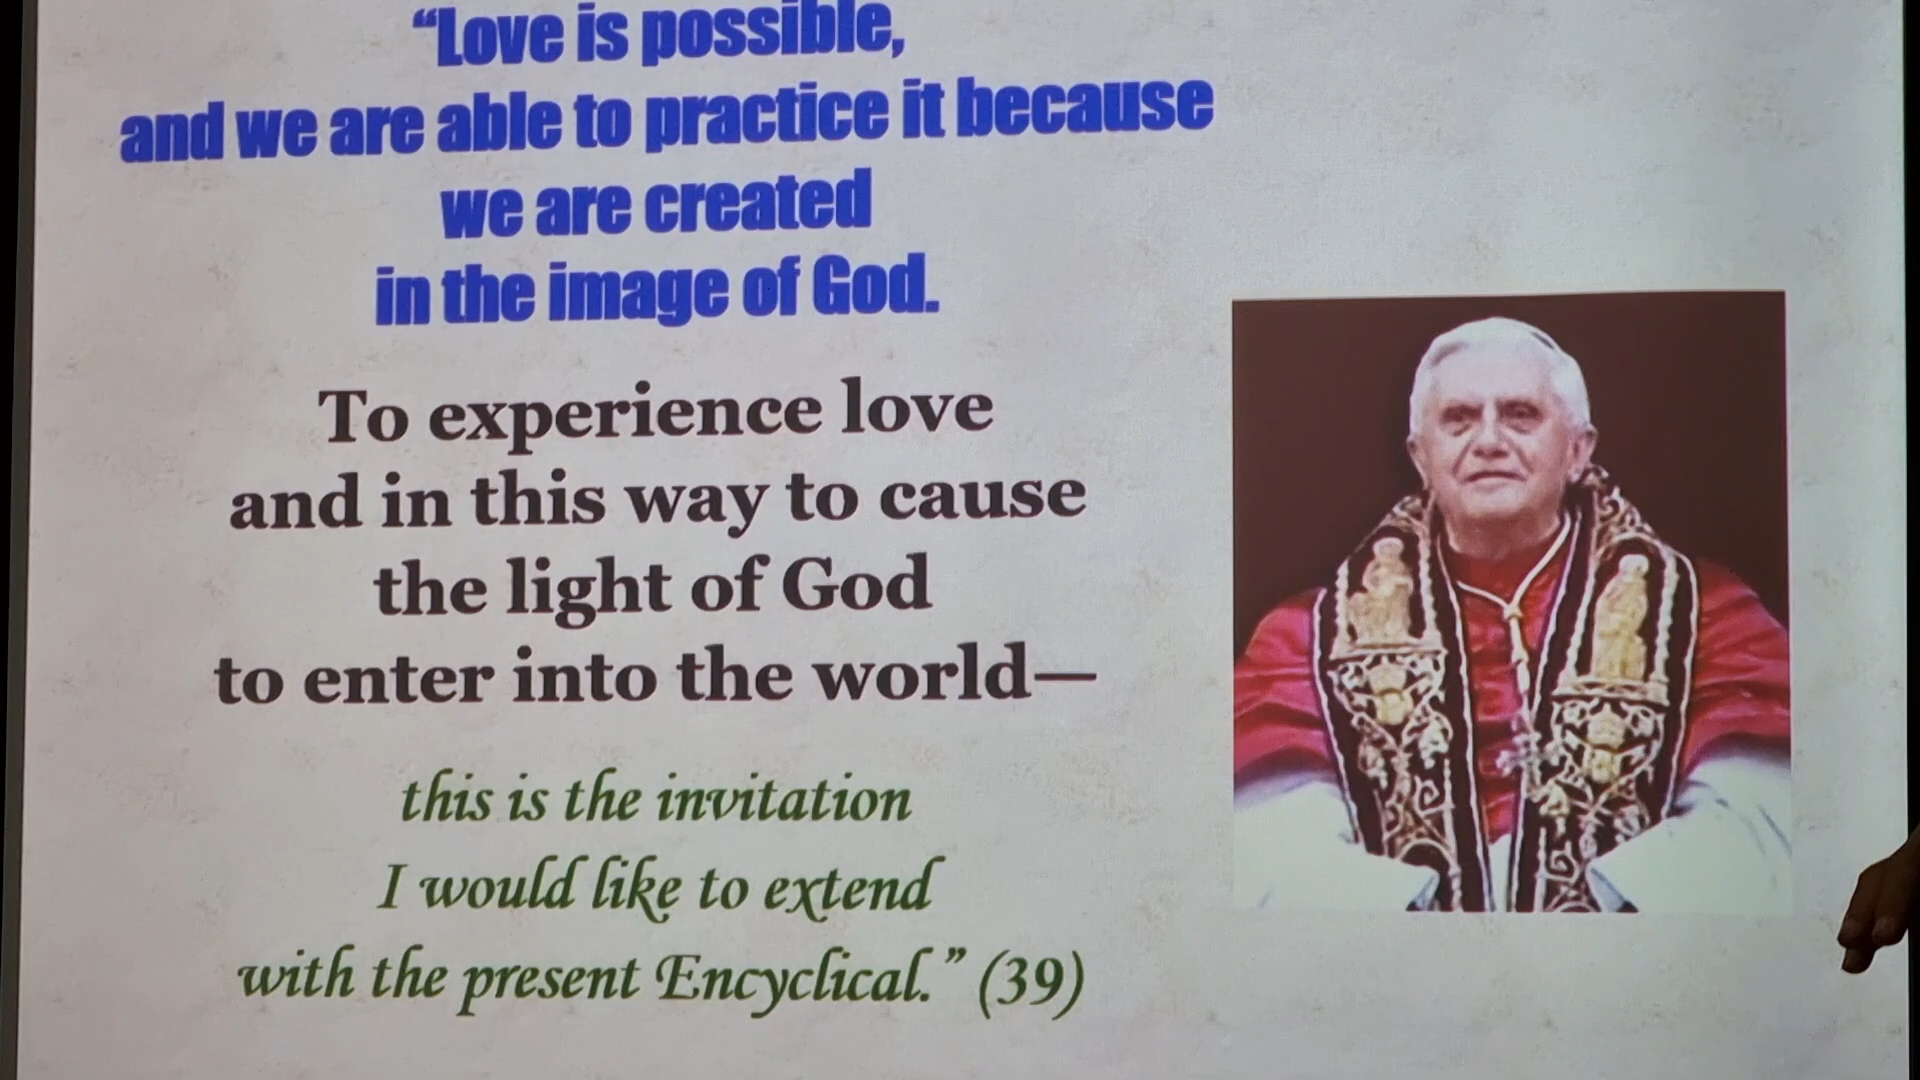 “Love is possible,
and we are able to practice it because
we are created
in the image of God.
To experience love
and in this way to cause
the light of God
to enter into the world—
this is the invitation
I would like to extend
with the present Encyclical.” (39)